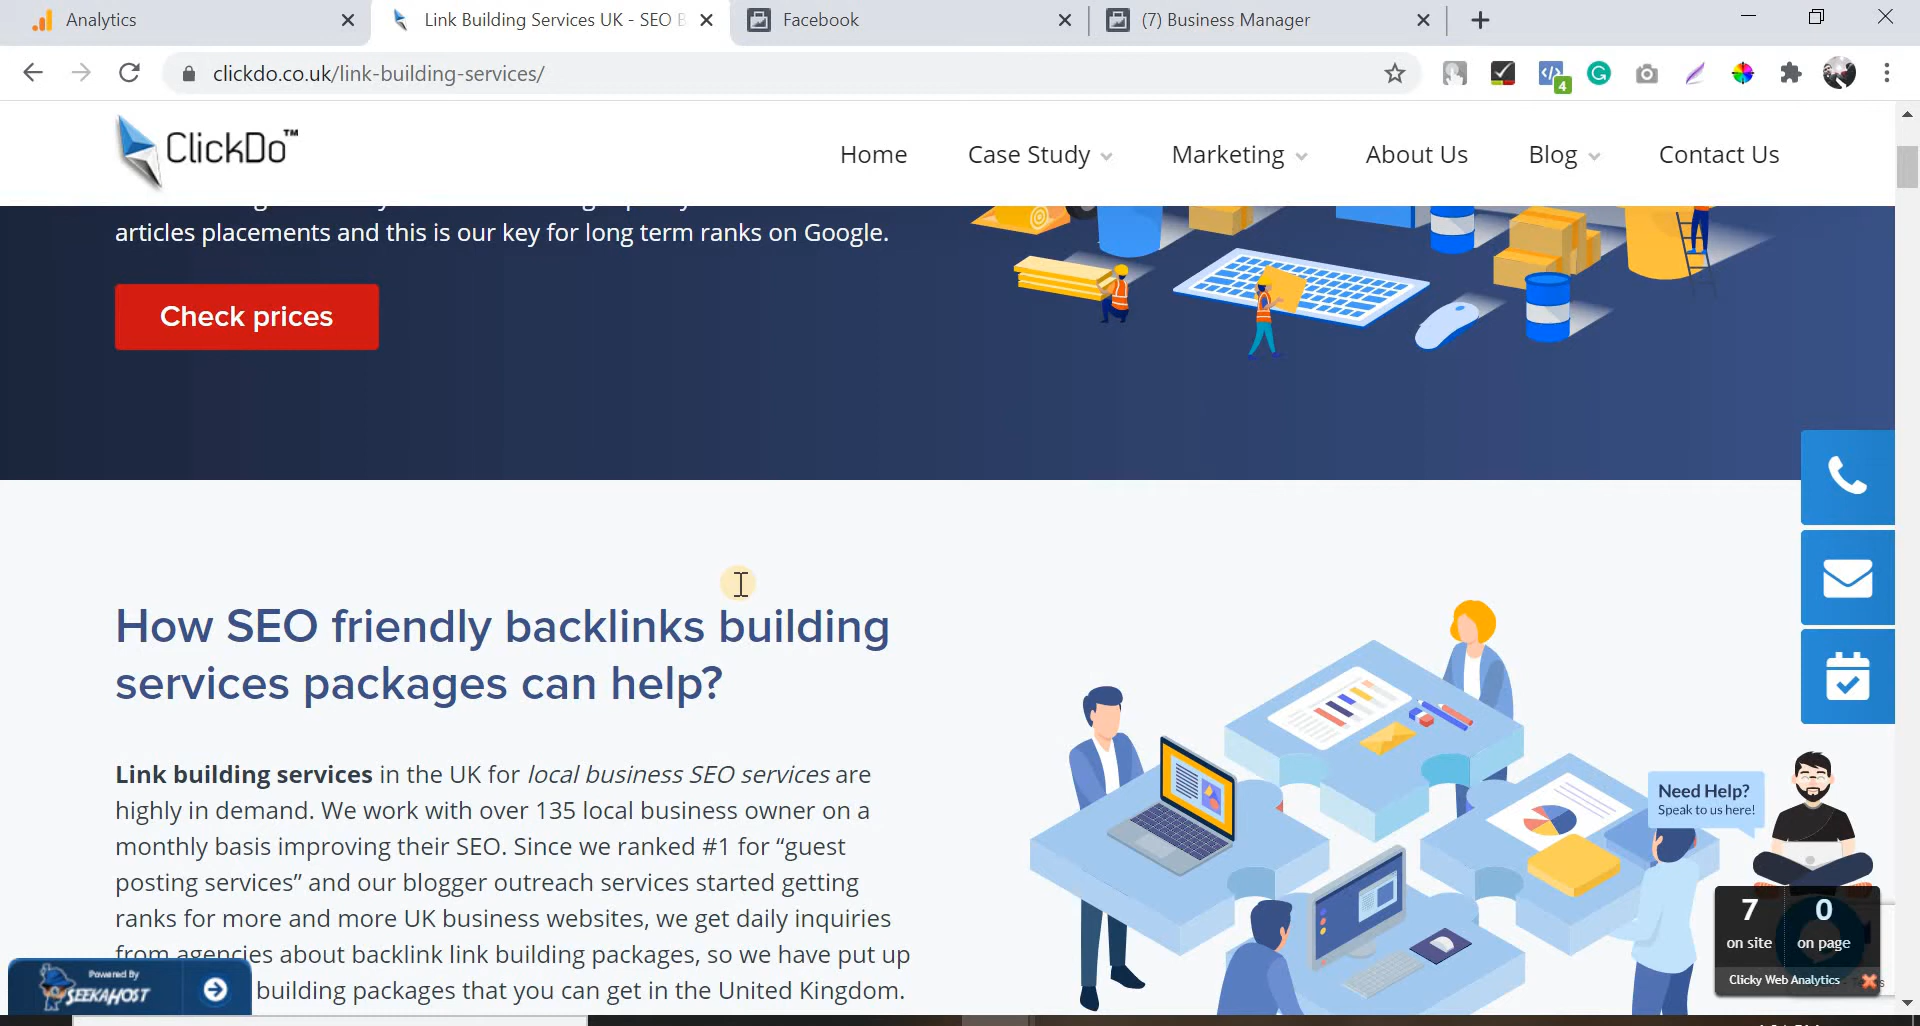 Analytics
Link Building Services UK - SEO B
Facebook
(7) Business Manager
clickdo.co.uk/link-building-services/
4
ClickDo™
Home
Case Study
Marketing
About Us
Blog
Contact Us
articles placements and this is our key for long term ranks on Google.
Check prices
How SEO friendly backlinks building
services packages can help?
Link building services in the UK for local business SEO services are
highly in demand. We work with over 135 local business owner on a
monthly basis improving their SEO. Since we ranked #1 for “guest
posting services” and our blogger outreach services started getting
ranks for more and more UK business websites, we get daily inquiries
from agencies about backlink link building packages, so we have put up
building packages that you can get in the United Kingdom.
Need Help?
Speak to us here!
7
on site
0
on page
Clicky Web Analytics
Powered By
SEEKAHOST